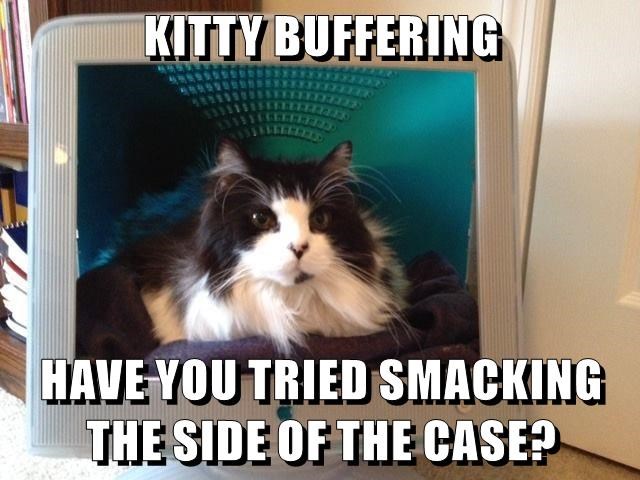 KITTY BUFFERING
HAVE YOU TRIED SMACKING
THE SIDE OF THE CASE?